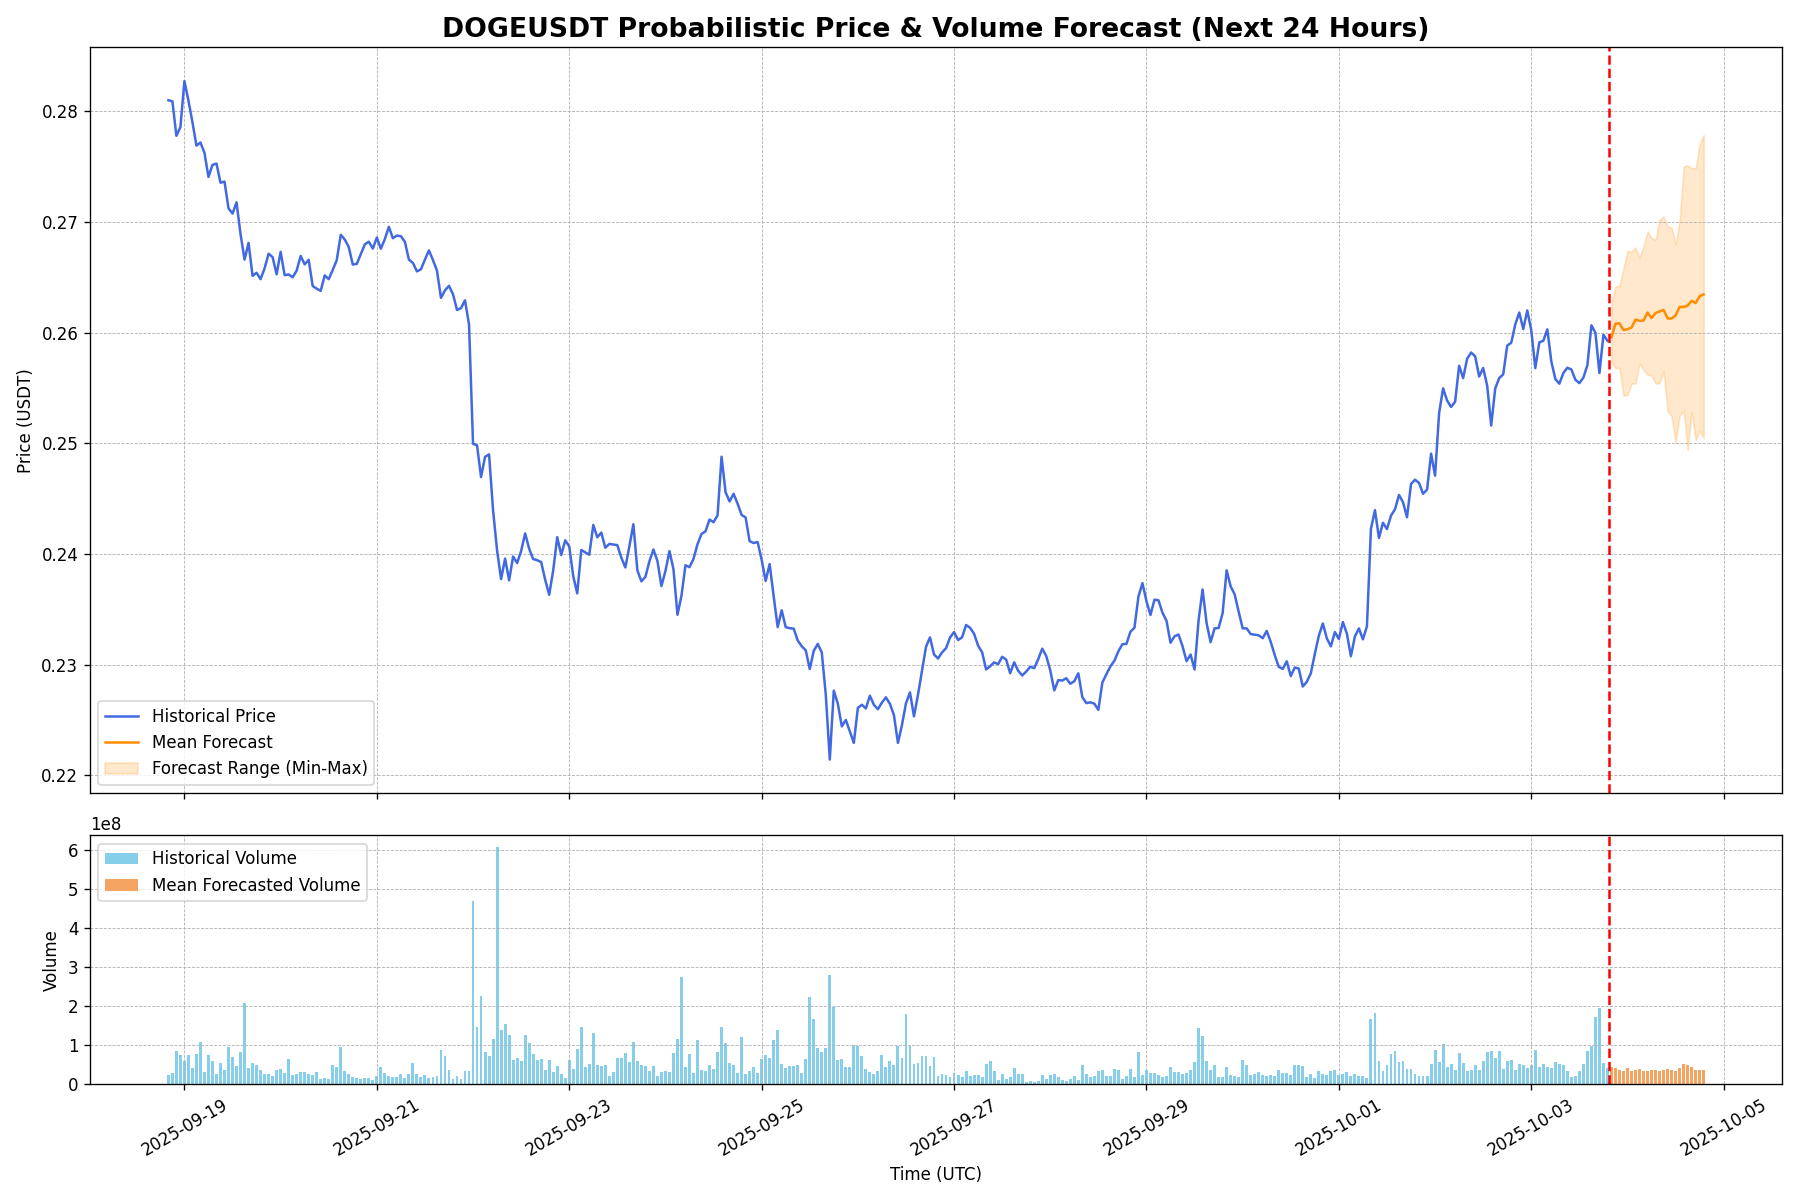 DOGEUSDT Probabilistic Price & Volume Forecast (Next 24 Hours)
0.28
0.27
0.26
0.25
0.24
0.23
0.22
Price (USDT)
Historical Price
Mean Forecast
Forecast Range (Min-Max)
1e8
6
5
4
3
2
1
0
Volume
Historical Volume
Mean Forecasted Volume
2025-09-19
2025-09-21
2025-09-23
2025-09-25
2025-09-27
2025-09-29
2025-10-01
2025-10-03
2025-10-05
Time (UTC)